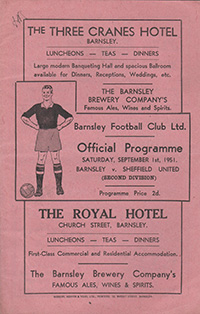 THE THREE CRANES HOTEL
BARNSLEY.
LUNCHEONS — TEAS — DINNERS
Large modern Banqueting Hall and spacious Ballroom
available for Dinners, Receptions, Weddings, etc.
THE BARNSLEY
BREWERY COMPANY'S
Famous Ales, Wines and Spirits.
Barnsley Football Club Ltd.
Official Programme
SATURDAY, SEPTEMBER 1st, 1951.
BARNSLEY v. SHEFFIELD UNITED
(SECOND DIVISION)
Programme Price 2d.
THE ROYAL HOTEL
CHURCH STREET, BARNSLEY.
LUNCHEONS — TEAS — DINNERS
First-Class Commercial and Residential Accommodation.
The Barnsley Brewery Company's
FAMOUS ALES, WINES & SPIRITS.